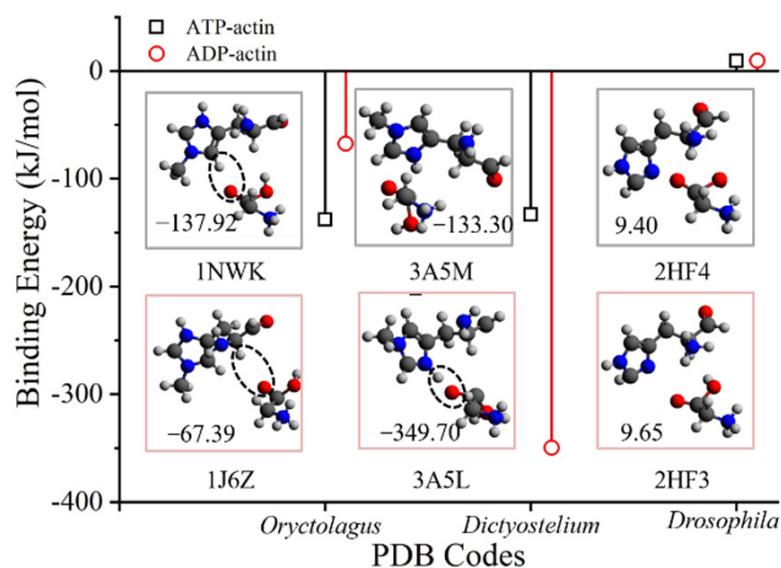 ATP-actin
ADP-actin
Binding Energy (kJ/mol)
0
-100
-200
-300
-400
−137.92
−133.30
9.40
1NWK
3A5M
2HF4
−67.39
−349.70
9.65
1J6Z
3A5L
2HF3
Oryctolagus
Dictyostelium
Drosophila
PDB Codes